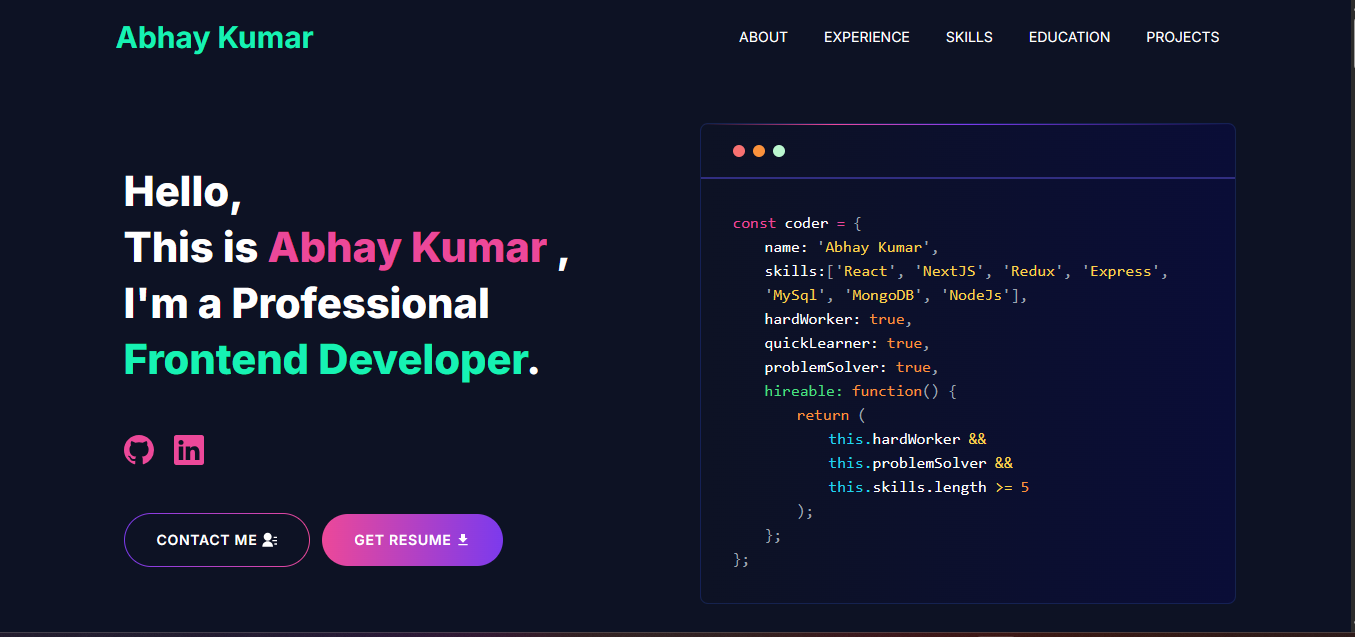 Abhay Kumar
ABOUT EXPERIENCE SKILLS EDUCATION PROJECTS
Hello,
This is Abhay Kumar ,
I'm a Professional
Frontend Developer.
CONTACT ME
GET RESUME
const coder = {
name: 'Abhay Kumar',
skills:['React', 'NextJS', 'Redux', 'Express',
'MySql', 'MongoDB', 'NodeJs'],
hardWorker: true,
quickLearner: true,
problemSolver: true,
hireable: function() {
return (
this.hardWorker &&
this.problemSolver &&
this.skills.length >= 5
);
};
};